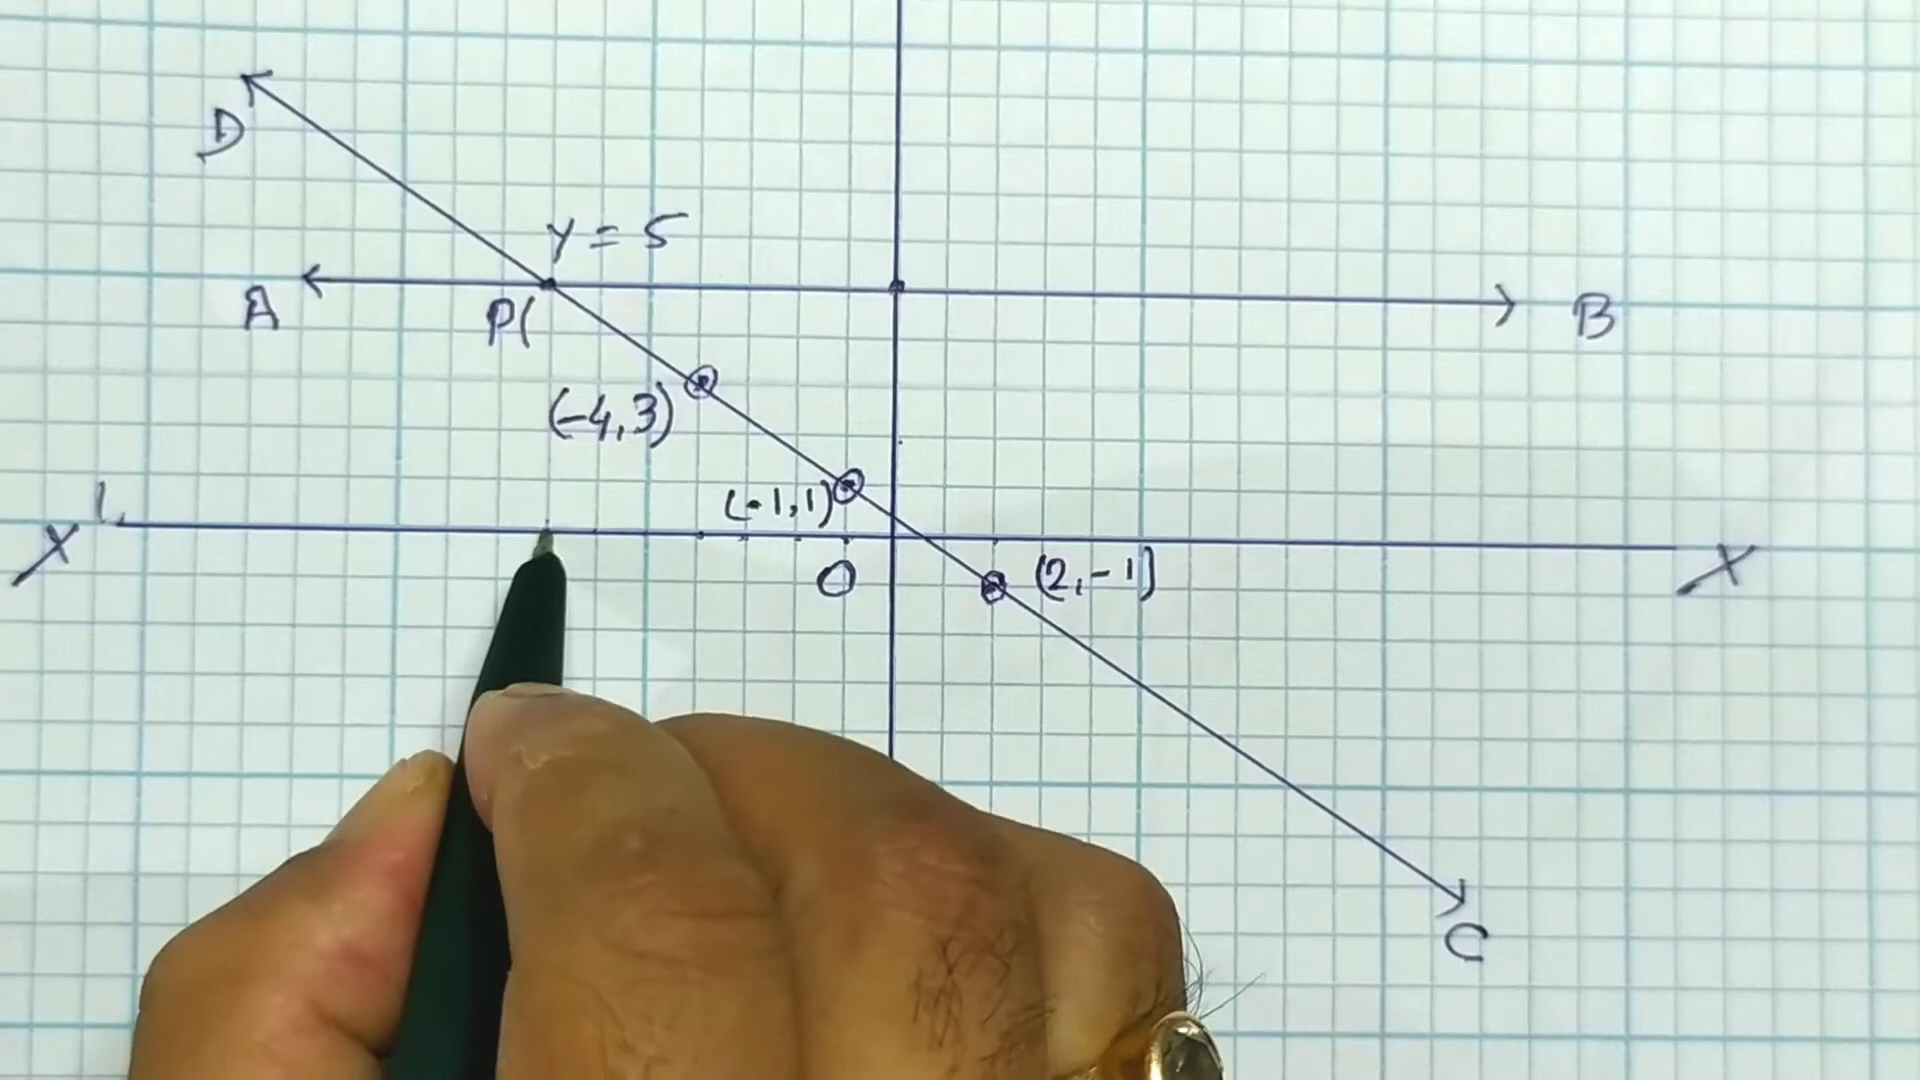 D
y = 5
A
P(
B
(-4,3)
(-1,1)
X'
O
(2,-1)
X
C